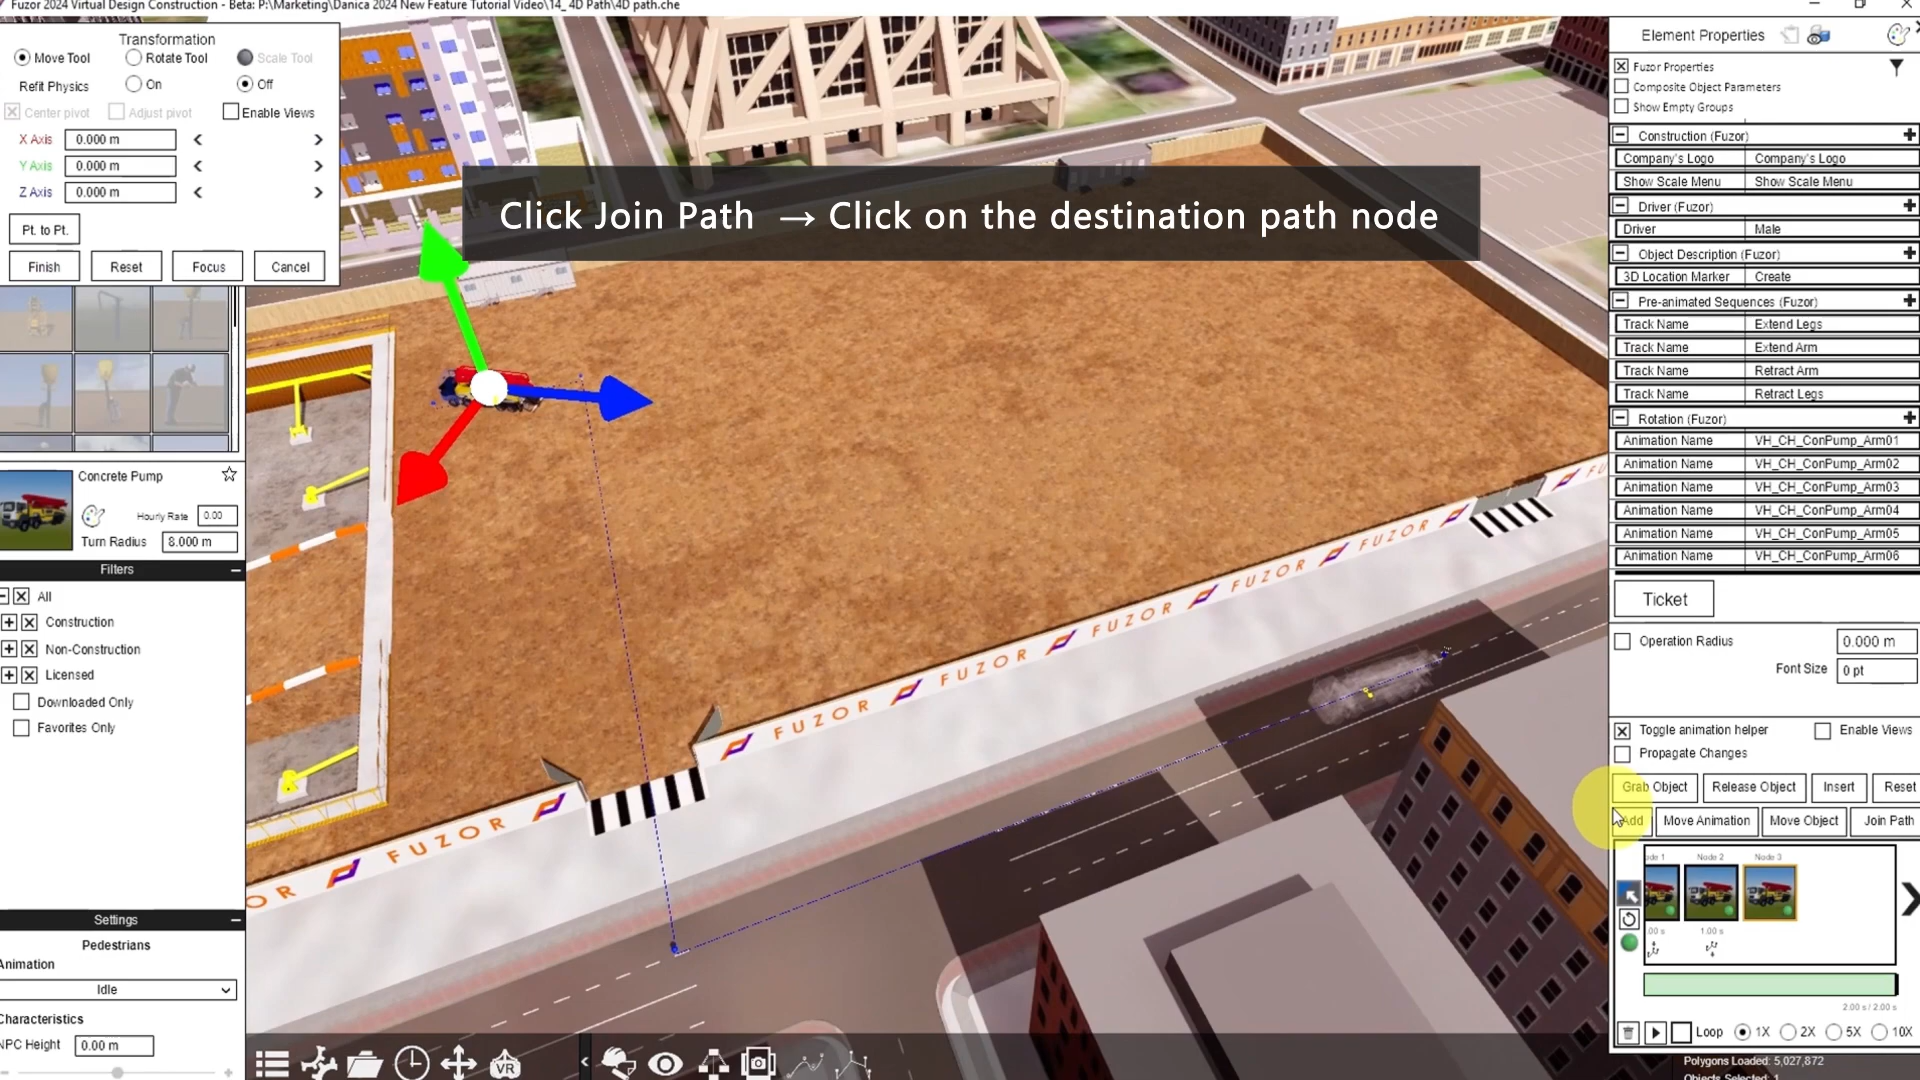 Fuzor 2024 Virtual Design Construction - Beta: P:\Marketing\Danica 2024 New Feature Tutorial Video\14_ 4D Path\4D path.che
Transformation
Move Tool
Rotate Tool
Scale Tool
Refit Physics
On
Off
Center pivot
Adjust pivot
Enable Views
X Axis
0.000 m
<
>
Y Axis
0.000 m
<
>
Z Axis
0.000 m
<
>
Pt. to Pt.
Finish
Reset
Focus
Cancel
Click Join Path → Click on the destination path node
Concrete Pump
Hourly Rate
0.00
Turn Radius
8.000 m
Filters
All
Construction
Non-Construction
Licensed
Downloaded Only
Favorites Only
Settings
Pedestrians
Animation
Idle
Characteristics
NPC Height
0.00 m
OR
FUZOR
FUZOR
FUZOR
FUZOR
FUZOR
FUZOR
FU
VR
Element Properties
Fuzor Properties
Composite Object Parameters
Show Empty Groups
Construction (Fuzor)
Company's Logo
Company's Logo
Show Scale Menu
Show Scale Menu
Driver (Fuzor)
Driver
Male
Object Description (Fuzor)
3D Location Marker
Create
Pre-animated Sequences (Fuzor)
Track Name
Extend Legs
Track Name
Extend Arm
Track Name
Retract Arm
Track Name
Retract Legs
Rotation (Fuzor)
Animation Name
VH_CH_ConPump_Arm01
Animation Name
VH_CH_ConPump_Arm02
Animation Name
VH_CH_ConPump_Arm03
Animation Name
VH_CH_ConPump_Arm04
Animation Name
VH_CH_ConPump_Arm05
Animation Name
VH_CH_ConPump_Arm06
Ticket
Operation Radius
0.000 m
Font Size
0 pt
Toggle animation helper
Enable Views
Propagate Changes
Grab Object
Release Object
Insert
Reset
Add
Move Animation
Move Object
Join Path
ode 1
Node 2
Node 3
.00 s
1.00 s
2.00 s / 2.00 s
Loop
1X
2X
5X
10X
Polygons Loaded: 5,027,872
Objects Selected: 1